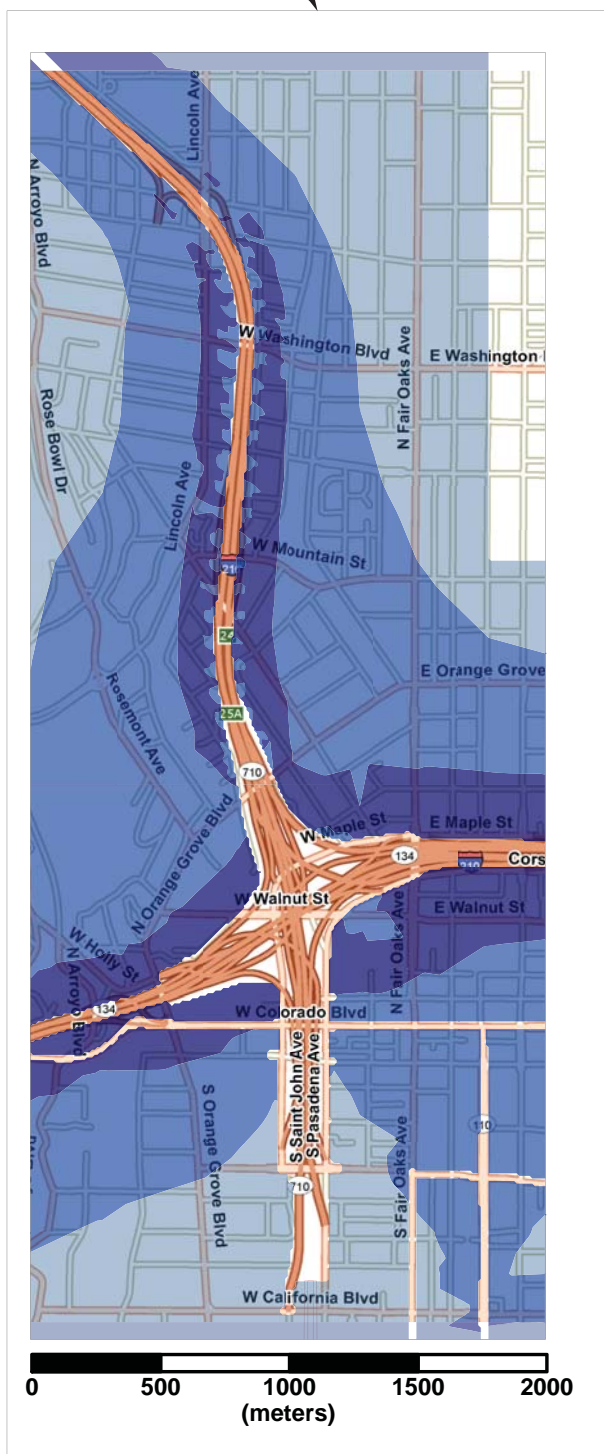 Lincoln Ave
N Arroyo Blvd
W Washington Blvd
E Washington
N Fair Oaks Ave
Rose Bowl Dr
Lincoln Ave
W Mountain St
210
24
E Orange Grove
Rosemont Ave
25A
710
N Orange Grove Blvd
W Maple St
E Maple St
134
210
Cors
W Walnut St
E Walnut St
W Holly St
N Arroyo Blvd
N Fair Oaks Ave
134
W Colorado Blvd
S Saint John Ave
S Pasadena Ave
S Orange Grove Blvd
110
S Fair Oaks Ave
710
W California Blvd
0 500 1000 1500 2000
(meters)